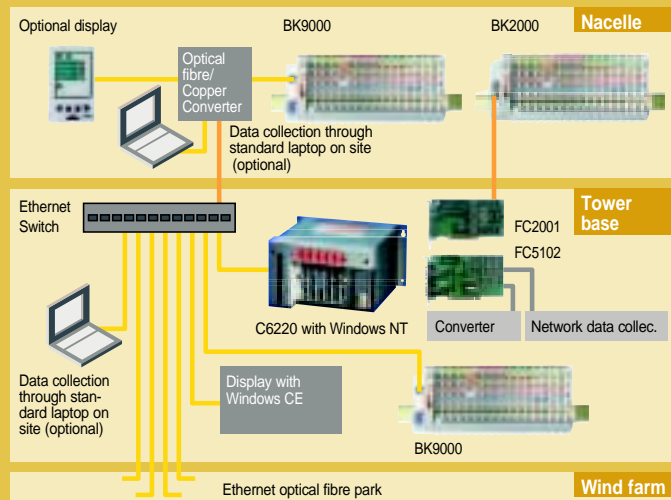 Optional display
BK9000
BK2000
Nacelle
Optical
fibre/
Copper
Converter
Data collection through
standard laptop on site
(optional)
Ethernet
Switch
Tower
base
FC2001
FC5102
C6220 with Windows NT
Converter
Network data collec.
Data collection
through stan-
dard laptop on
site (optional)
Display with
Windows CE
BK9000
Ethernet optical fibre park
Wind farm